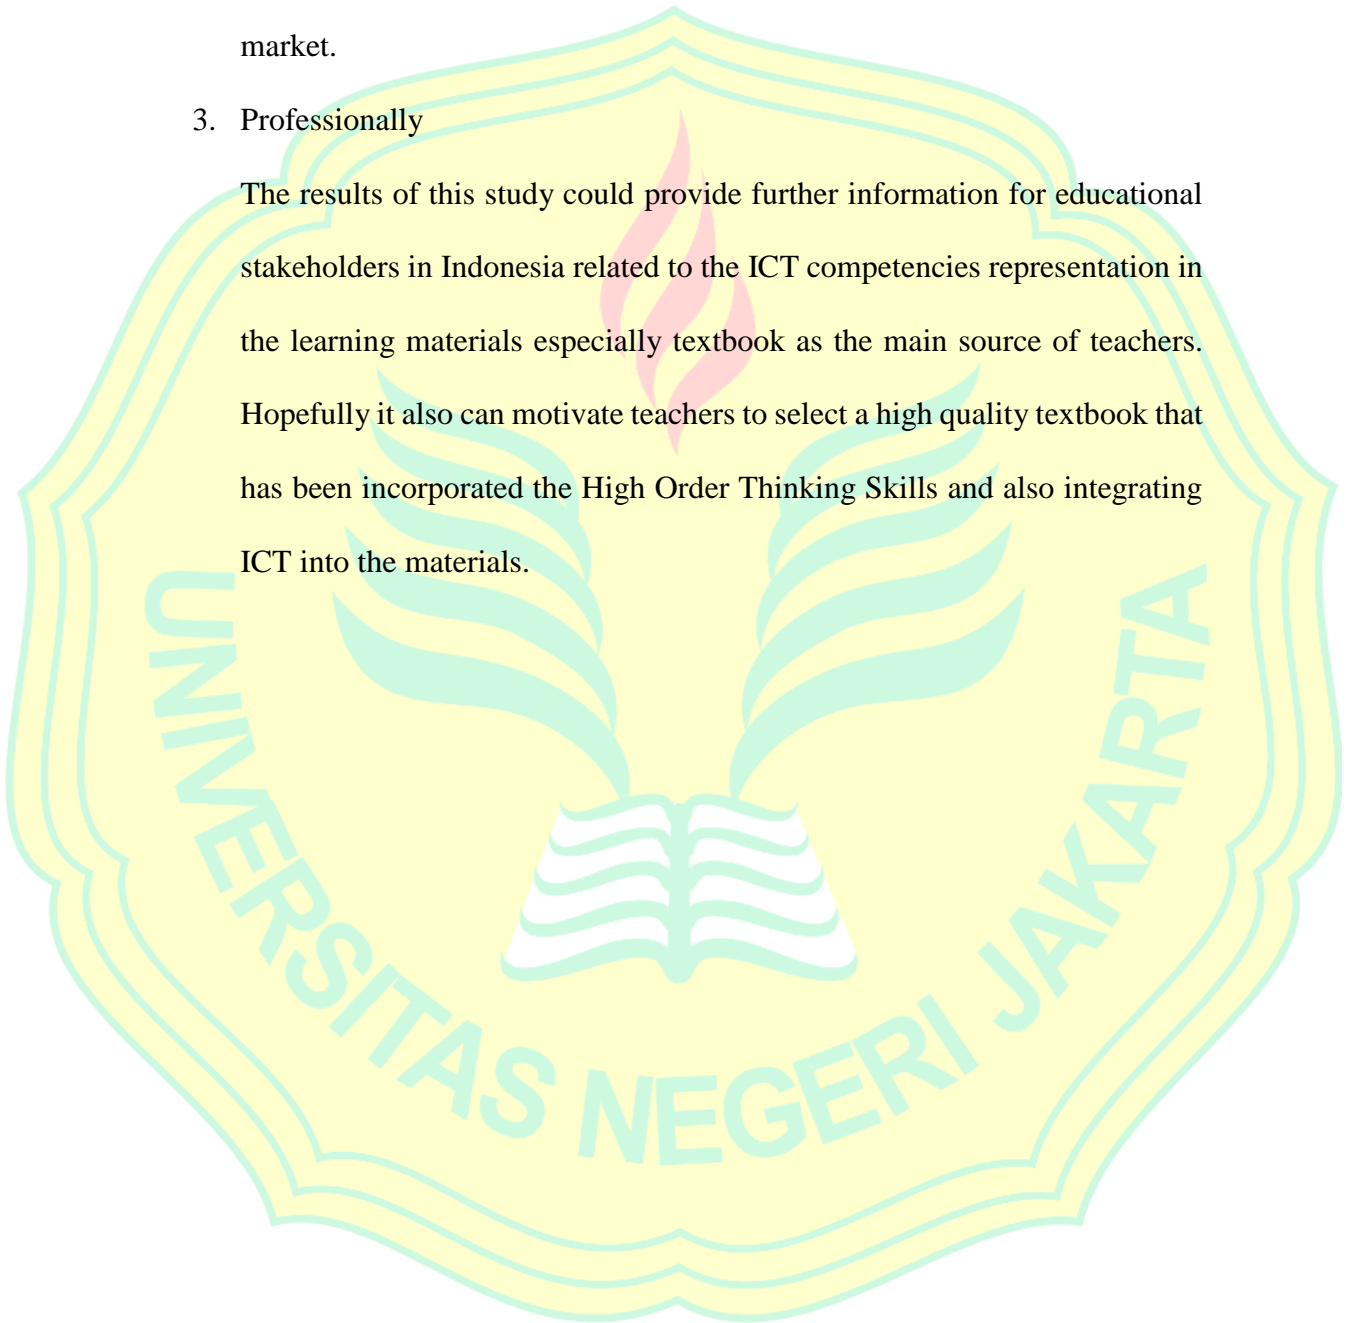 market.
3. Professionally
The results of this study could provide further information for educational
stakeholders in Indonesia related to the ICT competencies representation in
the learning materials especially textbook as the main source of teachers.
Hopefully it also can motivate teachers to select a high quality textbook that
has been incorporated the High Order Thinking Skills and also integrating
ICT into the materials.
UNIVERSITAS NEGERI JAKARTA